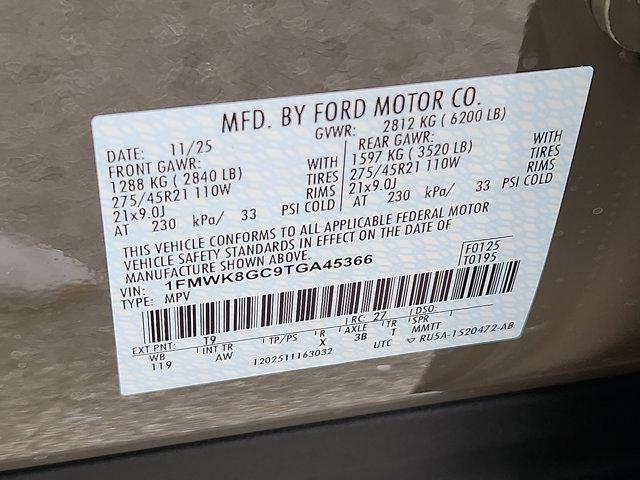 MFD. BY FORD MOTOR CO.
DATE: 11/25 GVWR: 2812 KG ( 6200 LB)
FRONT GAWR: REAR GAWR:
1288 KG ( 2840 LB) WITH 1597 KG ( 3520 LB) WITH
275/45R21 110W TIRES 275/45R21 110W TIRES
21x9.0J RIMS 21x9.0J RIMS
AT 230 kPa/ 33 PSI COLD AT 230 kPa/ 33 PSI COLD
THIS VEHICLE CONFORMS TO ALL APPLICABLE FEDERAL MOTOR
VEHICLE SAFETY STANDARDS IN EFFECT ON THE DATE OF
MANUFACTURE SHOWN ABOVE.
VIN: 1FMWK8GC9TGA45366 F0125
TYPE: MPV T0195
EXT PNT: T9 RC: 27 DSO:
WB INT TR TP/PS R AXLE TR SPR
119 AW X 3B T MMTT
1202511163032 UTC ▽ RU5A-1520472-AB